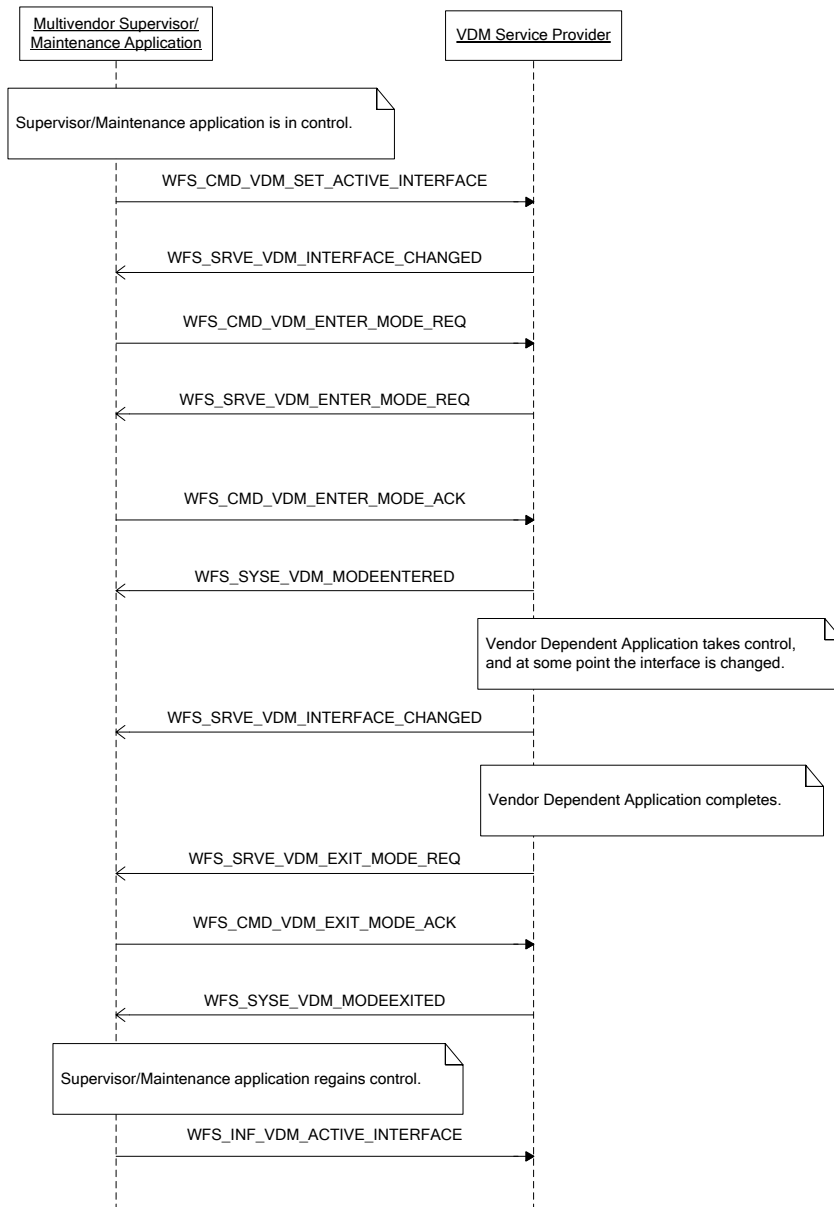 Multivendor Supervisor/
Maintenance Application
VDM Service Provider
Supervisor/Maintenance application is in control.
WFS_CMD_VDM_SET_ACTIVE_INTERFACE
WFS_SRVE_VDM_INTERFACE_CHANGED
WFS_CMD_VDM_ENTER_MODE_REQ
WFS_SRVE_VDM_ENTER_MODE_REQ
WFS_CMD_VDM_ENTER_MODE_ACK
WFS_SYSE_VDM_MODEENTERED
Vendor Dependent Application takes control,
and at some point the interface is changed.
WFS_SRVE_VDM_INTERFACE_CHANGED
Vendor Dependent Application completes.
WFS_SRVE_VDM_EXIT_MODE_REQ
WFS_CMD_VDM_EXIT_MODE_ACK
WFS_SYSE_VDM_MODEEXITED
Supervisor/Maintenance application regains control.
WFS_INF_VDM_ACTIVE_INTERFACE